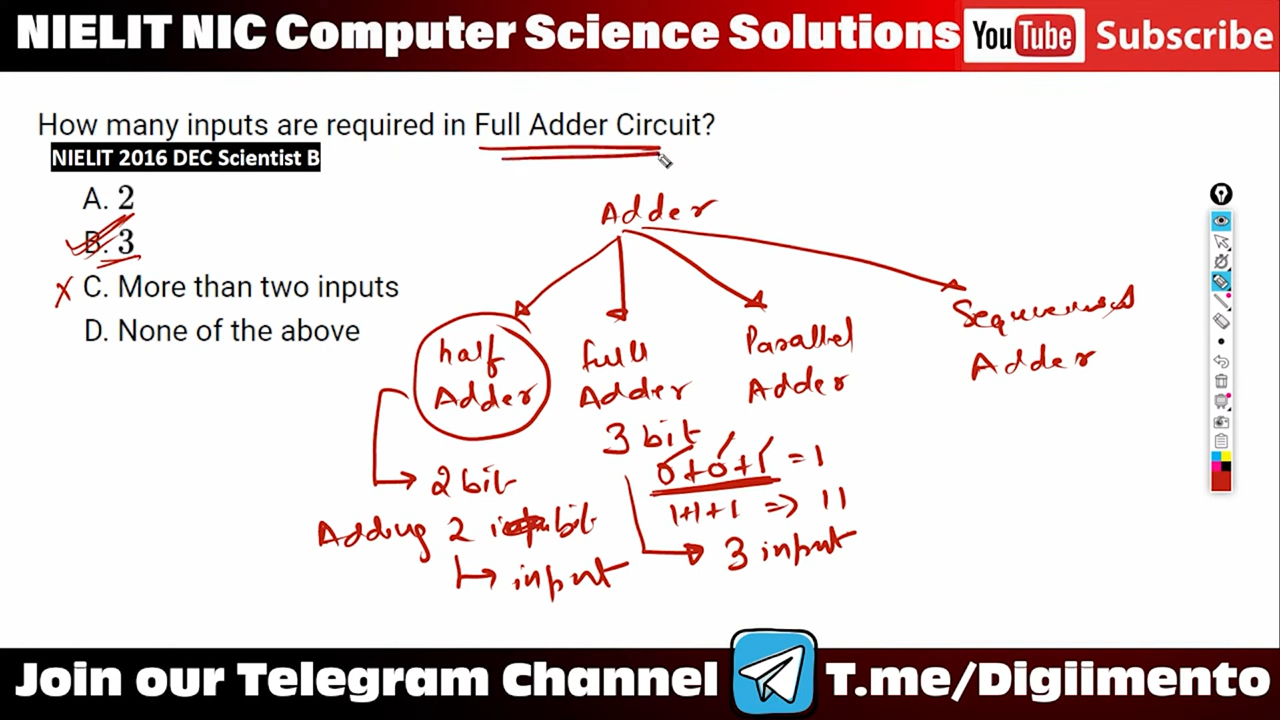 NIELIT NIC Computer Science Solutions
YouTube Subscribe
How many inputs are required in Full Adder Circuit?
NIELIT 2016 DEC Scientist B
A. 2
B. 3
C. More than two inputs
D. None of the above
Adder
half
Adder
full
Adder
Parallel
Adder
Adder
2 bit
Adding 2 bit
input
3 bit
0+0+1 = 1
1+1+1 => 11
3 input
Join our Telegram Channel
T.me/Digiimento